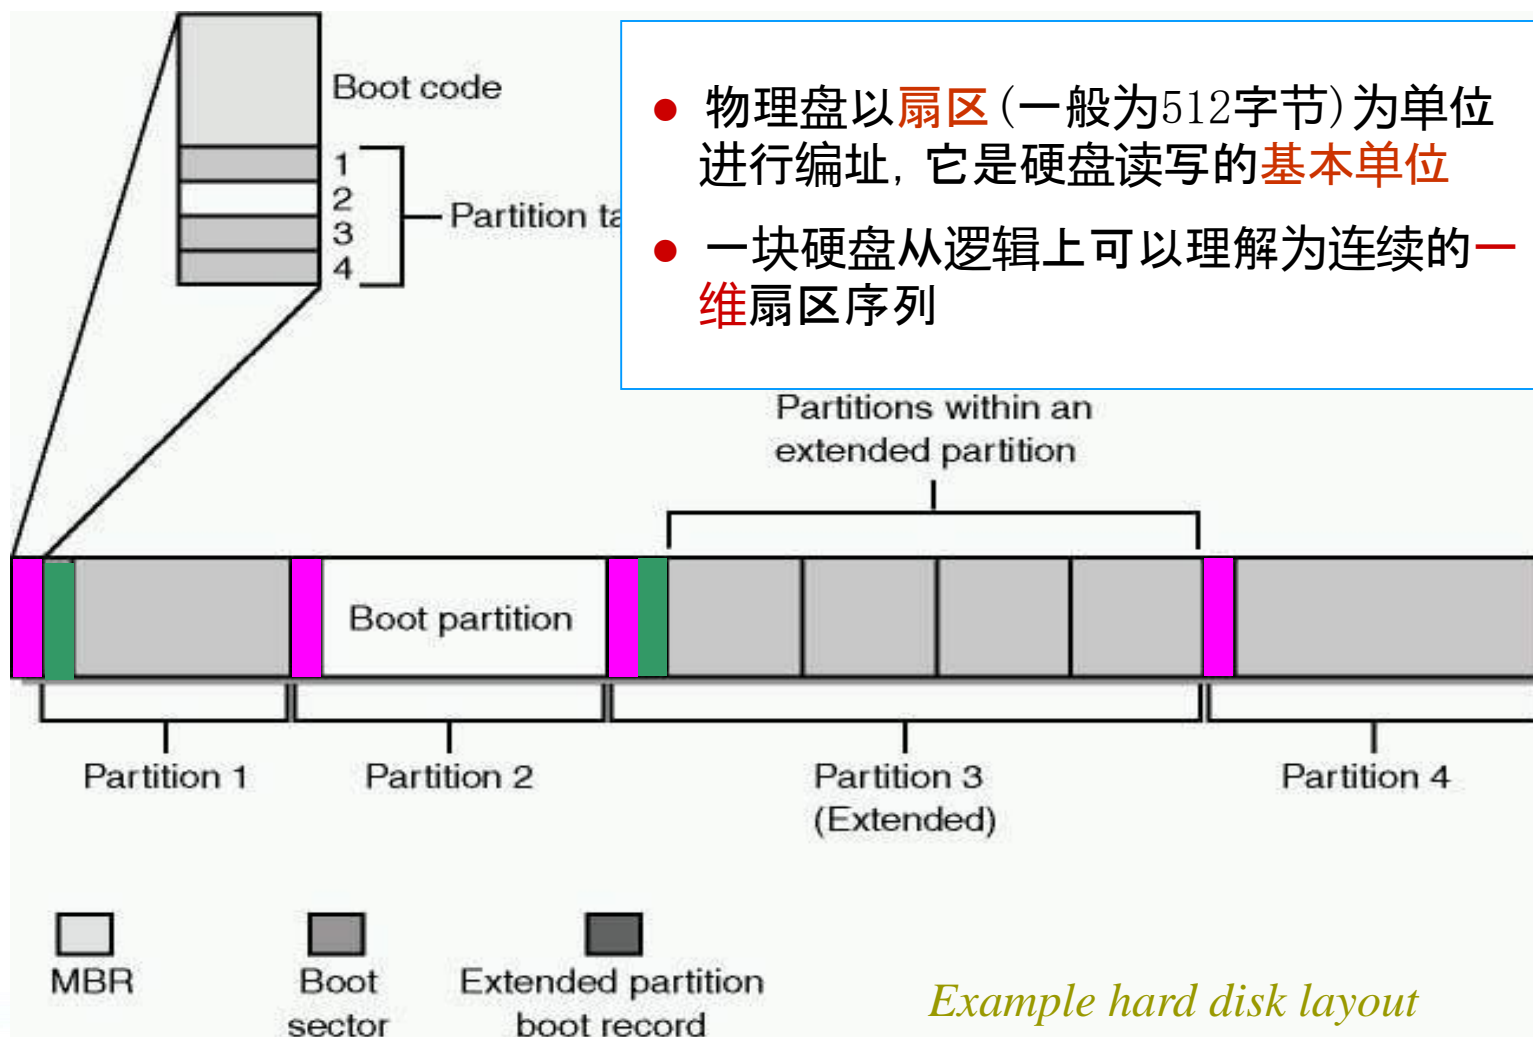 Boot code
1
2
3
4
Partition ta
● 物理盘以扇区(一般为512字节)为单位
进行编址, 它是硬盘读写的基本单位
● 一块硬盘从逻辑上可以理解为连续的一
维扇区序列
Partitions within an
extended partition
Boot partition
Partition 1
Partition 2
Partition 3
(Extended)
Partition 4
MBR
Boot
sector
Extended partition
boot record
Example hard disk layout